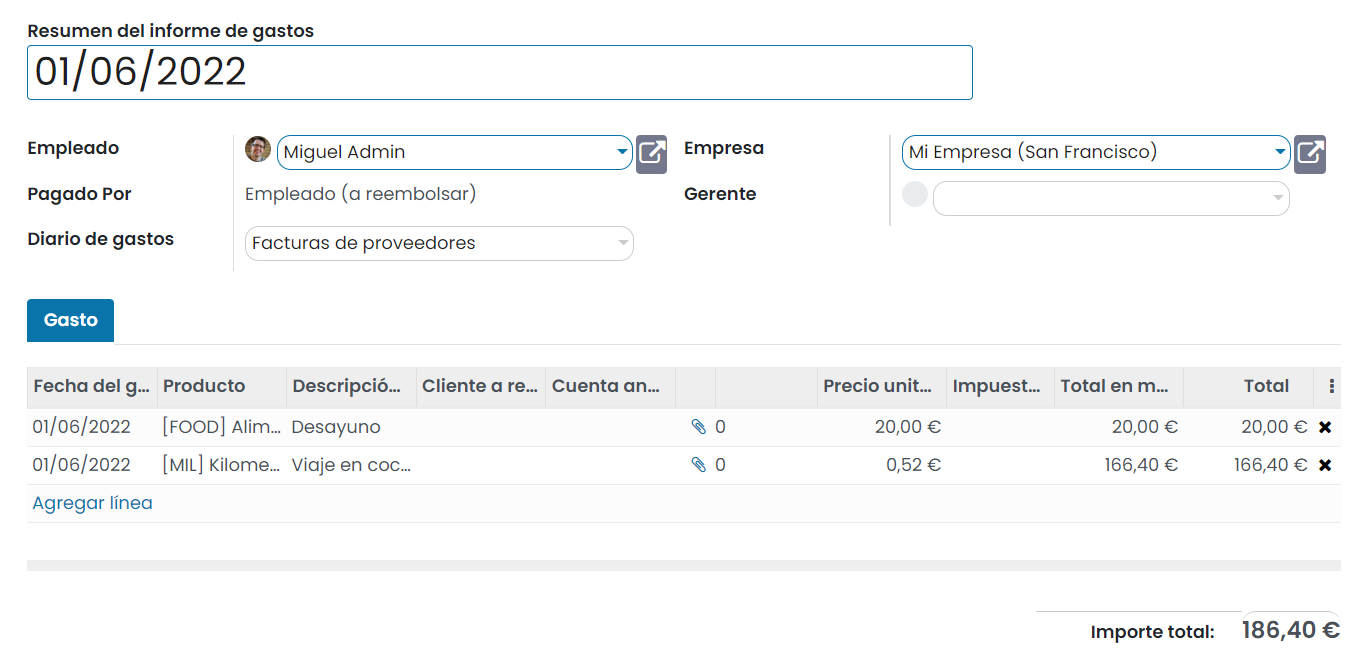 Resumen del informe de gastos
01/06/2022
Empleado Miguel Admin Empresa Mi Empresa (San Francisco)
Pagado Por Empleado (a reembolsar) Gerente
Diario de gastos Facturas de proveedores
Gasto
Fecha del g... Producto Descripció... Cliente a re... Cuenta an... Precio unit... Impuest... Total en m... Total
01/06/2022 [FOOD] Alim... Desayuno 0 20,00 € 20,00 € 20,00 €
01/06/2022 [MIL] Kilome... Viaje en coc... 0 0,52 € 166,40 € 166,40 €
Agregar línea
Importe total: 186,40 €